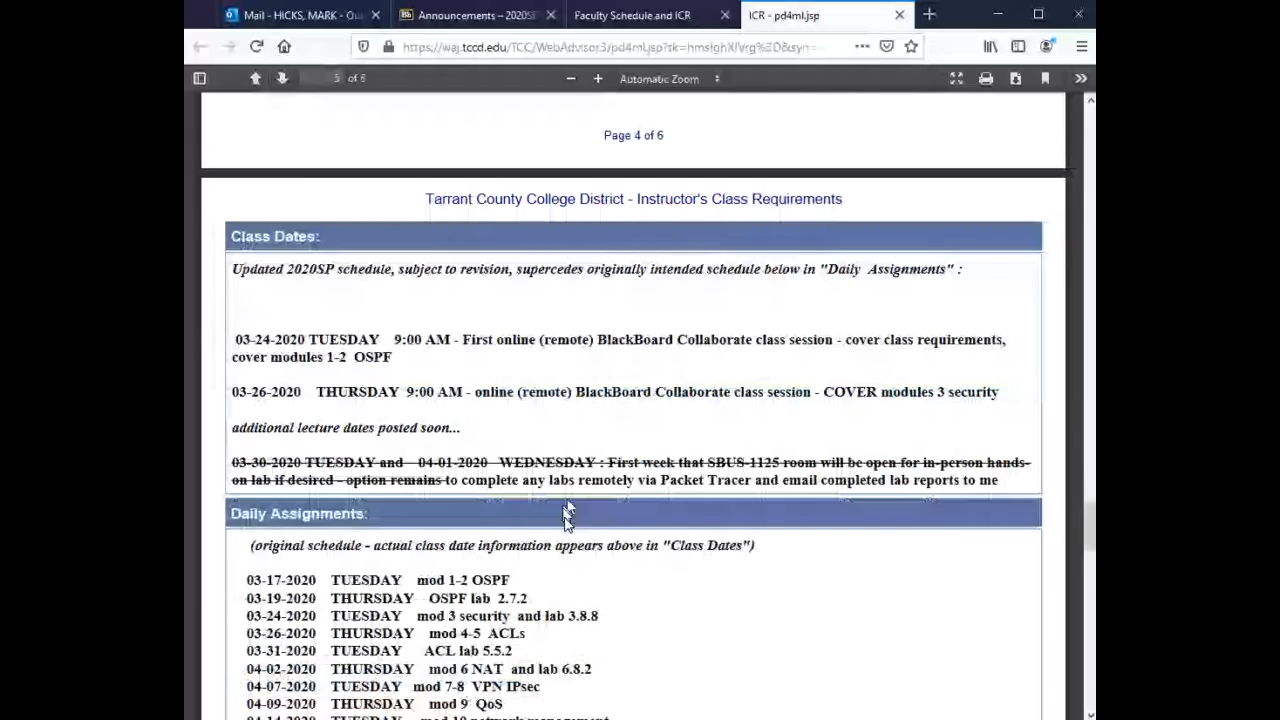 Mail - HICKS, MARK - Ou
Announcements – 2020S
Faculty Schedule and ICR
ICR - pd4ml.jsp
5 of 6
Automatic Zoom
Page 4 of 6
Tarrant County College District - Instructor's Class Requirements
Class Dates:
Updated 2020SP schedule, subject to revision, supercedes originally intended schedule below in "Daily Assignments" :
03-24-2020 TUESDAY 9:00 AM - First online (remote) BlackBoard Collaborate class session - cover class requirements,
cover modules 1-2 OSPF
03-26-2020 THURSDAY 9:00 AM - online (remote) BlackBoard Collaborate class session - COVER modules 3 security
additional lecture dates posted soon...
03-30-2020 TUESDAY and 04-01-2020 WEDNESDAY : First week that SBUS-1125 room will be open for in-person hands-
on lab if desired - option remains to complete any labs remotely via Packet Tracer and email completed lab reports to me
Daily Assignments:
(original schedule - actual class date information appears above in "Class Dates")
03-17-2020 TUESDAY mod 1-2 OSPF
03-19-2020 THURSDAY OSPF lab 2.7.2
03-24-2020 TUESDAY mod 3 security and lab 3.8.8
03-26-2020 THURSDAY mod 4-5 ACLs
03-31-2020 TUESDAY ACL lab 5.5.2
04-02-2020 THURSDAY mod 6 NAT and lab 6.8.2
04-07-2020 TUESDAY mod 7-8 VPN IPsec
04-09-2020 THURSDAY mod 9 QoS
04-14-2020 TUESDAY mod 10 network management